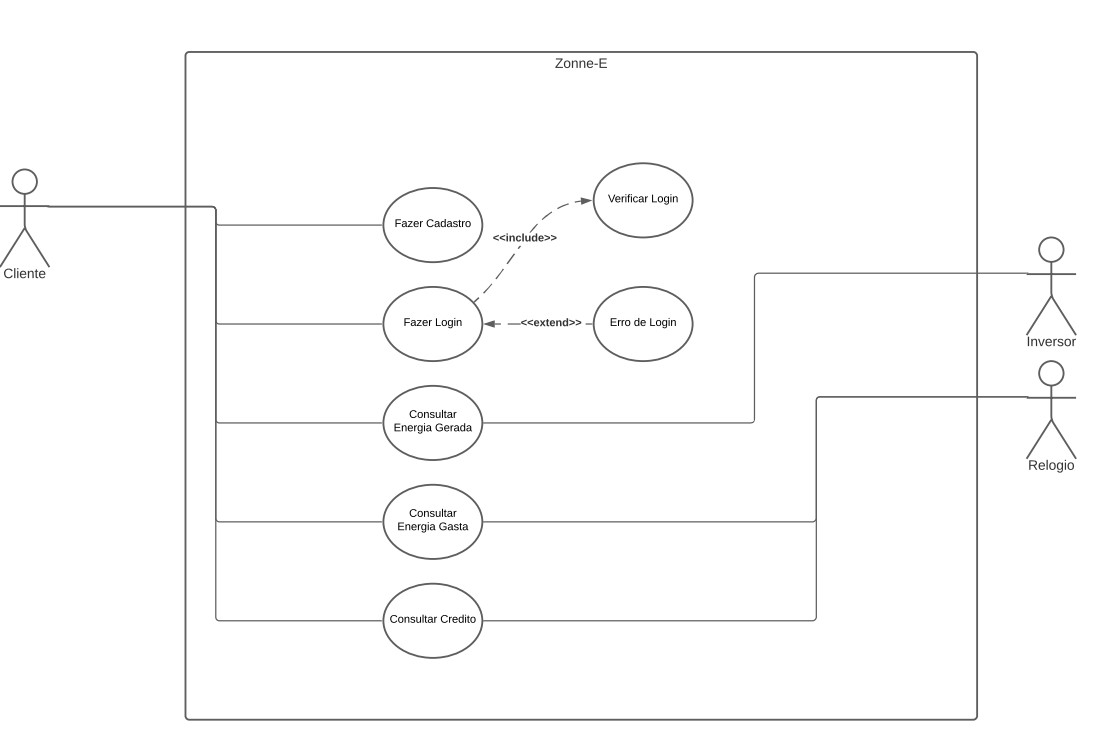 Zonne-E
Cliente
Fazer Cadastro
Verificar Login
<<include>>
Fazer Login
<<extend>>
Erro de Login
Consultar
Energia Gerada
Consultar
Energia Gasta
Consultar Credito
Inversor
Relogio